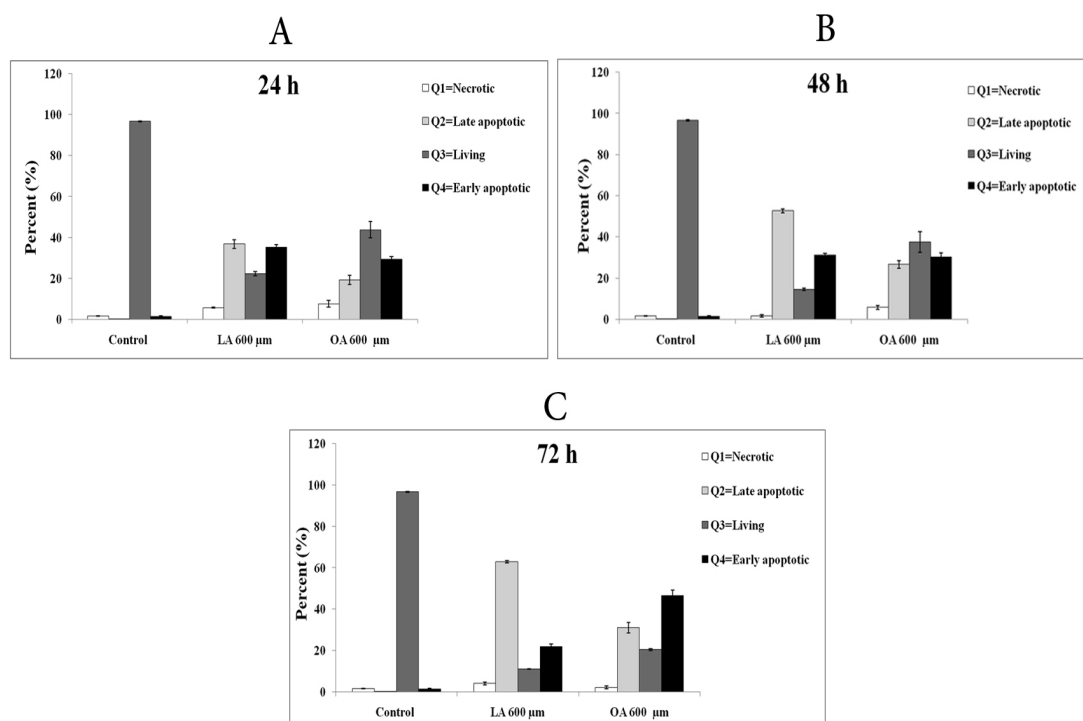 A
24 h
Percent (%)
120
100
80
60
40
20
0
Control
LA 600 µm
OA 600 µm
Q1=Necrotic
Q2=Late apoptotic
Q3=Living
Q4=Early apoptotic
B
48 h
120
100
80
60
40
20
0
Control
LA 600 µm
OA 600 µm
Q1=Necrotic
Q2=Late apoptotic
Q3=Living
Q4=Early apoptotic
C
72 h
Percent (%)
120
100
80
60
40
20
0
Control
LA 600 µm
OA 600 µm
Q1=Necrotic
Q2=Late apoptotic
Q3=Living
Q4=Early apoptotic